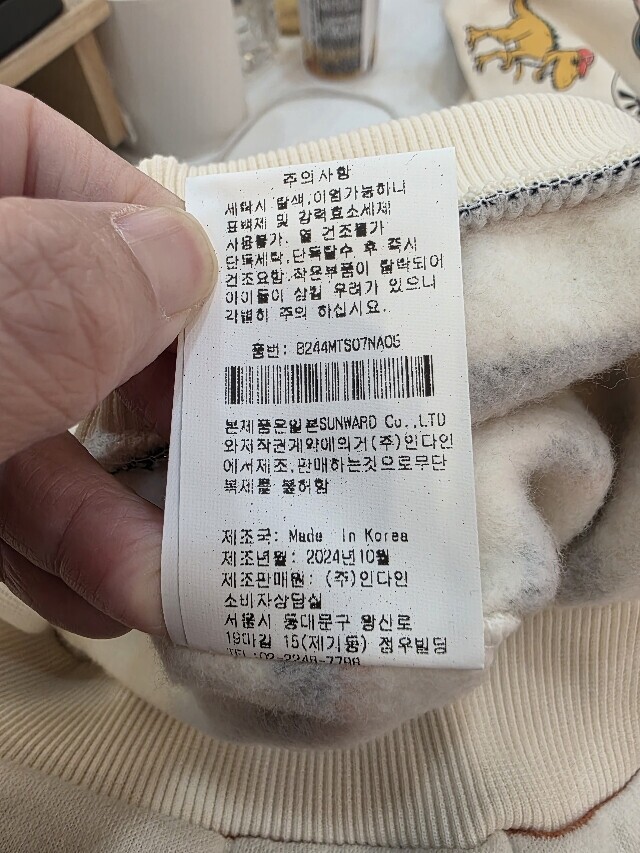 주의사항
세탁시 탈색,이염가능하니
표백제 및 강력효소세제
사용불가. 열 건조불가
단독세탁,단독탈수 후 즉시
건조요함.작은부품이 탈락되어
아이들이 삼킬 우려가 있으니
각별히 주의 하십시요.
품번: B244MTS07NA05
본제품은일본SUNWARD Co.,LTD
와저작권계약에의거(주)인다인
에서제조,판매하는것으로무단
복제를 불허함
제조국: Made In Korea
제조년월: 2024년10월
제조판매원: (주)인다인
소비자상담실
서울시 동대문구 왕산로
19마길 15(제기동) 정우빌딩
TEL:02-2248-7798